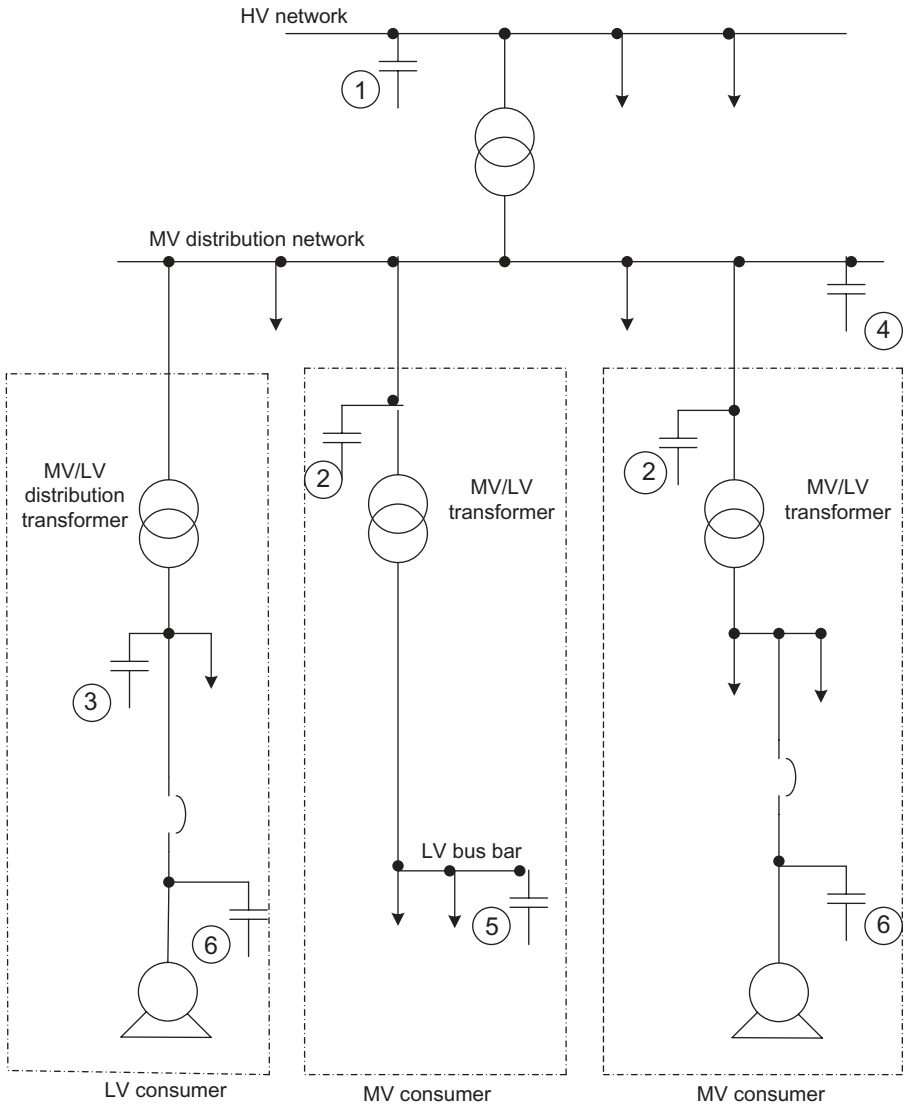 HV network
1
MV distribution network
4
MV/LV
distribution
transformer
2
MV/LV
transformer
2
MV/LV
transformer
3
LV bus bar
6
5
6
LV consumer
MV consumer
MV consumer